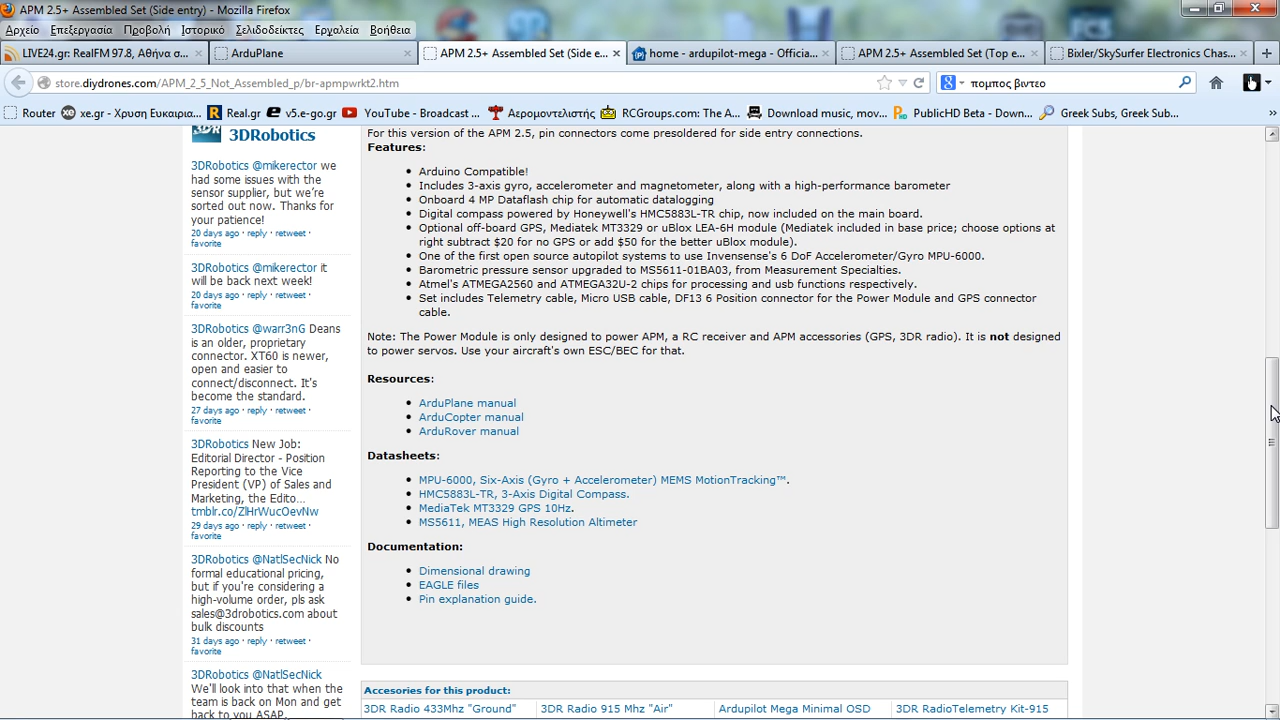 APM 2.5+ Assembled Set (Side entry) - Mozilla Firefox
Αρχείο Επεξεργασία Προβολή Ιστορικό Σελιδοδείκτες Εργαλεία Βοήθεια
LIVE24.gr: RealFM 97.8, Αθήνα σ...
ArduPlane
APM 2.5+ Assembled Set (Side e...
home - ardupilot-mega - Officia...
APM 2.5+ Assembled Set (Top e...
Bixler/SkySurfer Electronics Chas...
store.diydrones.com/APM_2_5_Not_Assembled_p/br-apmpwrkt2.htm
πομπος βιντεο
Router xe.gr - Χρυση Ευκαιρια... Real.gr v5.e-go.gr YouTube - Broadcast ... Αερομοντελιστής RCGroups.com: The A... Download music, mov... PublicHD Beta - Down... Greek Subs, Greek Sub...
3DR 3DRobotics
3DRobotics @mikerector we
had some issues with the
sensor supplier, but we're
sorted out now. Thanks for
your patience!
20 days ago · reply · retweet ·
favorite
3DRobotics @mikerector it
will be back next week!
20 days ago · reply · retweet ·
favorite
3DRobotics @warr3nG Deans
is an older, proprietary
connector. XT60 is newer,
open and easier to
connect/disconnect. It's
become the standard.
27 days ago · reply · retweet ·
favorite
3DRobotics New Job:
Editorial Director - Position
Reporting to the Vice
President (VP) of Sales and
Marketing, the Edito...
tmblr.co/ZlHrWucOevNw
29 days ago · reply · retweet ·
favorite
3DRobotics @NatlSecNick No
formal educational pricing,
but if you're considering a
high-volume order, pls ask
sales@3drobotics.com about
bulk discounts
31 days ago · reply · retweet ·
favorite
3DRobotics @NatlSecNick
We'll look into that when the
team is back on Mon and get
back to you ASAP.
For this version of the APM 2.5, pin connectors come presoldered for side entry connections.
Features:
Arduino Compatible!
Includes 3-axis gyro, accelerometer and magnetometer, along with a high-performance barometer
Onboard 4 MP Dataflash chip for automatic datalogging
Digital compass powered by Honeywell's HMC5883L-TR chip, now included on the main board.
Optional off-board GPS, Mediatek MT3329 or uBlox LEA-6H module (Mediatek included in base price; choose options at
right subtract $20 for no GPS or add $50 for the better uBlox module).
One of the first open source autopilot systems to use Invensense's 6 DoF Accelerometer/Gyro MPU-6000.
Barometric pressure sensor upgraded to MS5611-01BA03, from Measurement Specialties.
Atmel's ATMEGA2560 and ATMEGA32U-2 chips for processing and usb functions respectively.
Set includes Telemetry cable, Micro USB cable, DF13 6 Position connector for the Power Module and GPS connector
cable.
Note: The Power Module is only designed to power APM, a RC receiver and APM accessories (GPS, 3DR radio). It is not designed
to power servos. Use your aircraft's own ESC/BEC for that.
Resources:
ArduPlane manual
ArduCopter manual
ArduRover manual
Datasheets:
MPU-6000, Six-Axis (Gyro + Accelerometer) MEMS MotionTracking™.
HMC5883L-TR, 3-Axis Digital Compass.
MediaTek MT3329 GPS 10Hz.
MS5611, MEAS High Resolution Altimeter
Documentation:
Dimensional drawing
EAGLE files
Pin explanation guide.
Accesories for this product:
3DR Radio 433Mhz "Ground" 3DR Radio 915 Mhz "Air" Ardupilot Mega Minimal OSD 3DR RadioTelemetry Kit-915